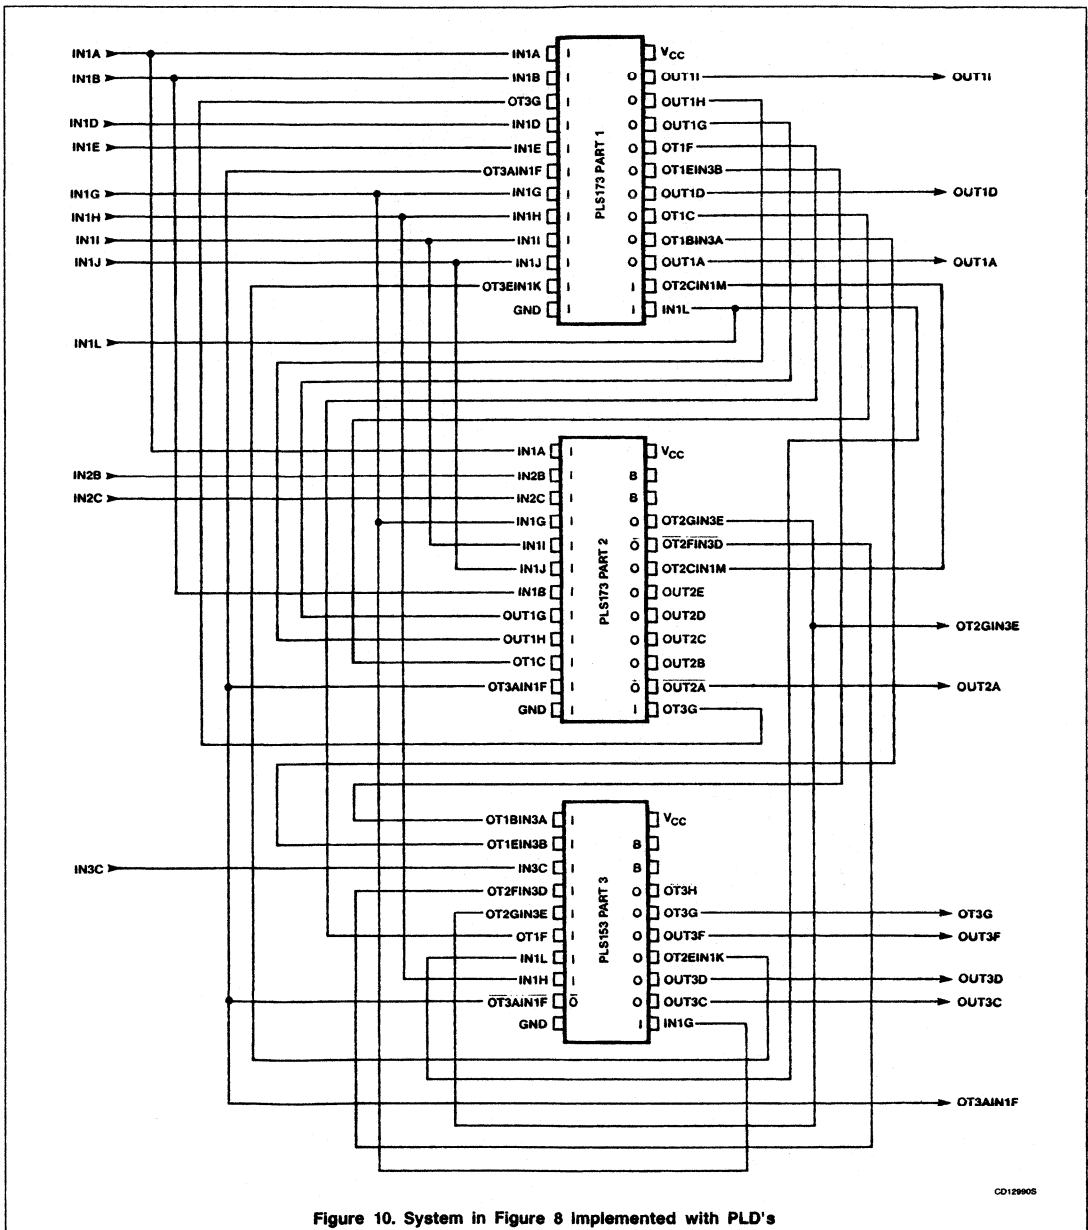 IN1A
IN1B
IN1D
IN1E
IN1G
IN1H
IN1I
IN1J
IN1L
IN1A I
IN1B I
OT3G I
IN1D I
IN1E I
OT3AIN1F I
IN1G I
IN1H I
IN1I I
IN1J I
OT3EIN1K I
GND
PLS173 PART 1
VCC
O OUT1I
O OUT1H
O OUT1G
O OT1F
O OT1EIN3B
O OUT1D
O OT1C
O OT1BIN3A
O OUT1A
I OT2CIN1M
I IN1L
OUT1I
OUT1D
OUT1A
IN2B
IN2C
IN1A I
IN2B I
IN2C I
IN1G I
IN1I I
IN1J I
IN1B I
OUT1G I
OUT1H I
OT1C I
OT3AIN1F I
GND
PLS173 PART 2
VCC
B
B
O OT2GIN3E
O̅ O̅T̅2̅F̅I̅N̅3̅D̅
O OT2CIN1M
O OUT2E
O OUT2D
O OUT2C
O OUT2B
O̅ O̅U̅T̅2̅A̅
I OT3G
OT2GIN3E
OUT2A
IN3C
OT1BIN3A I
OT1EIN3B I
IN3C I
OT2FIN3D I
OT2GIN3E I
OT1F I
IN1L I
IN1H I
O̅T̅3̅A̅I̅N̅1̅F̅ O̅
GND
PLS153 PART 3
VCC
B
B
O OT3H
O OT3G
O OUT3F
O OT2EIN1K
O OUT3D
O OUT3C
I IN1G
OT3G
OUT3F
OUT3D
OUT3C
OT3AIN1F
CD12990S
Figure 10. System in Figure 8 Implemented with PLD's